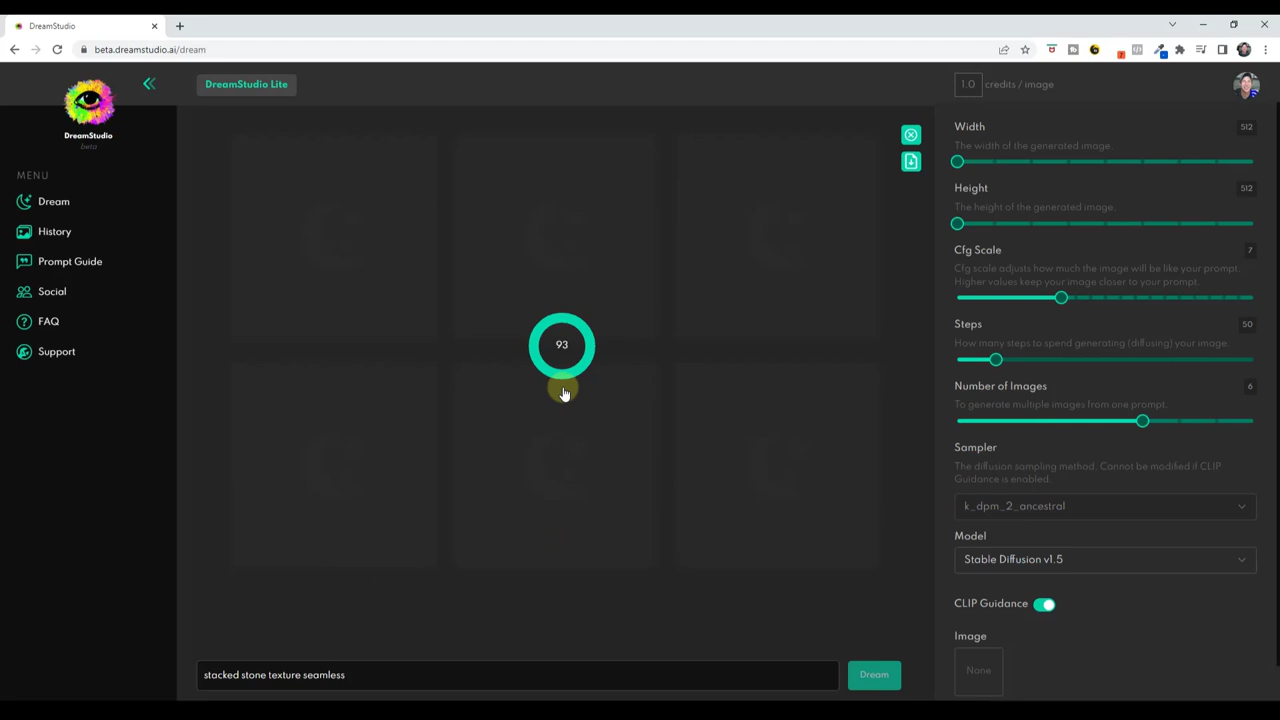 DreamStudio
beta.dreamstudio.ai/dream
DreamStudio
beta
MENU
Dream
History
Prompt Guide
Social
FAQ
Support
DreamStudio Lite
93
stacked stone texture seamless
Dream
1.0 credits / image
Width 512
The width of the generated image.
Height 512
The height of the generated image.
Cfg Scale 7
Cfg scale adjusts how much the image will be like your prompt.
Higher values keep your image closer to your prompt.
Steps 50
How many steps to spend generating (diffusing) your image.
Number of Images 6
To generate multiple images from one prompt.
Sampler
The diffusion sampling method. Cannot be modified if CLIP
Guidance is enabled.
k_dpm_2_ancestral
Model
Stable Diffusion v1.5
CLIP Guidance
Image
None